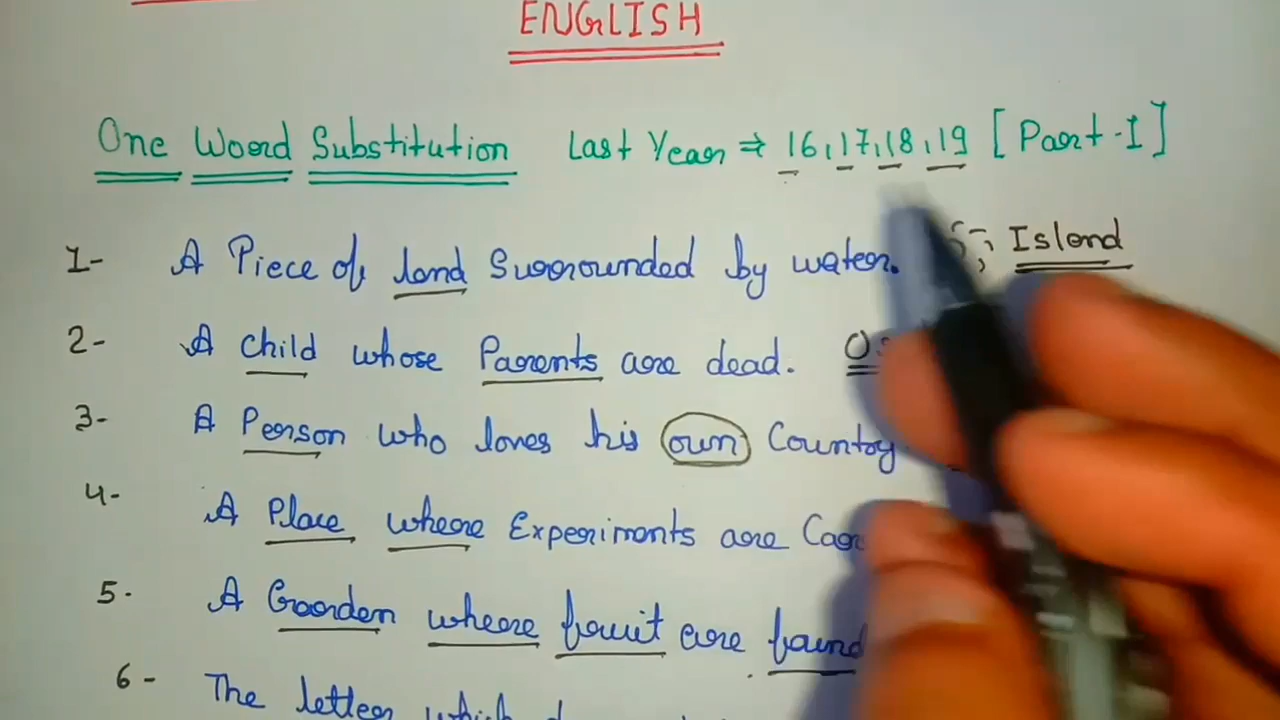 ENGLISH
One Word Substitution Last Year ⇒ 16, 17, 18, 19 [Part-I]
1- A Piece of land Surrounded by water. Island
2- A child whose Parents are dead.
3- A Person who loves his own Country
4- A Place where Experiments are
5- A Garden where fruit are found
6- The letter which